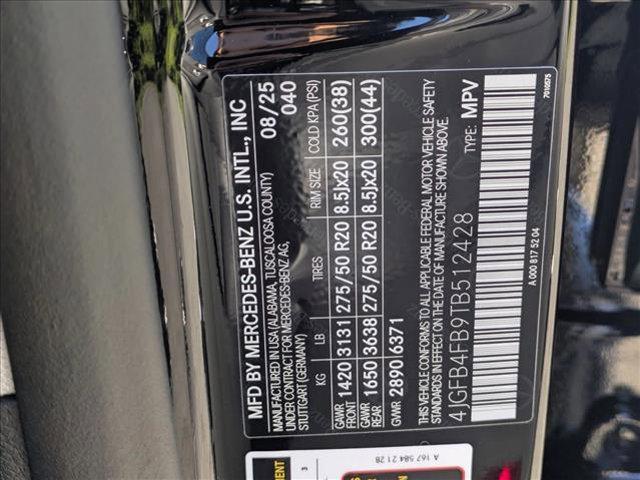 MFD BY MERCEDES-BENZ U.S. INTL., INC
MANUFACTURED IN USA (ALABAMA, TUSCALOOSA COUNTY) 08/25
UNDER CONTRACT FOR MERCEDES-BENZ AG,
STUTTGART (GERMANY) 040
KG LB TIRES RIM SIZE COLD KPA (PSI)
GAWR FRONT 1420 3131 275/50 R20 8.5Jx20 260(38)
GAWR REAR 1650 3638 275/50 R20 8.5Jx20 300(44)
GVWR 2890 6371
THIS VEHICLE CONFORMS TO ALL APPLICABLE FEDERAL MOTOR VEHICLE SAFETY
STANDARDS IN EFFECT ON THE DATE OF MANUFACTURE SHOWN ABOVE.
4JGFB4FB9TB512428 TYPE: MPV
A 000 817 52 04
7010575
A 167 584 21 28
3